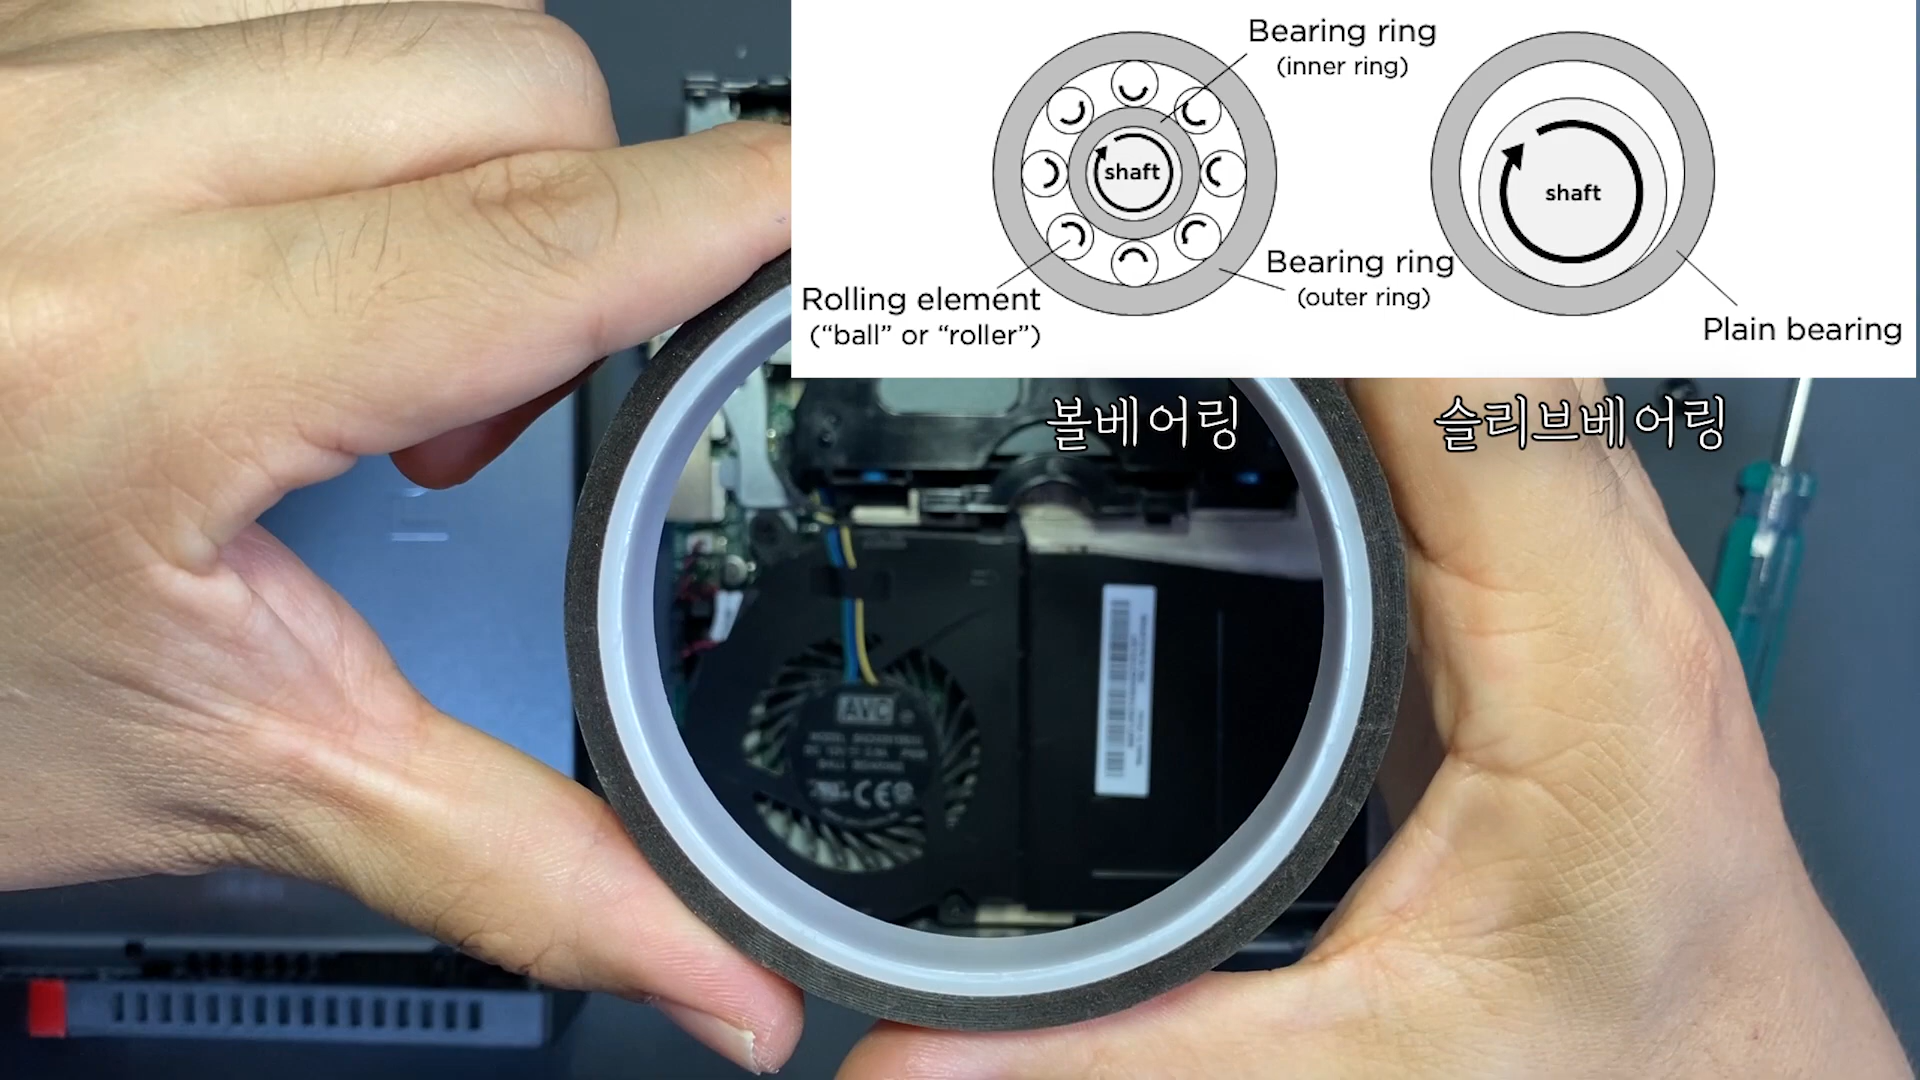 Bearing ring
(inner ring)
shaft
shaft
Bearing ring
(outer ring)
Rolling element
(“ball” or “roller”)
Plain bearing
볼베어링
슬리브베어링
AVC
MODEL
BALL BEARING
CE